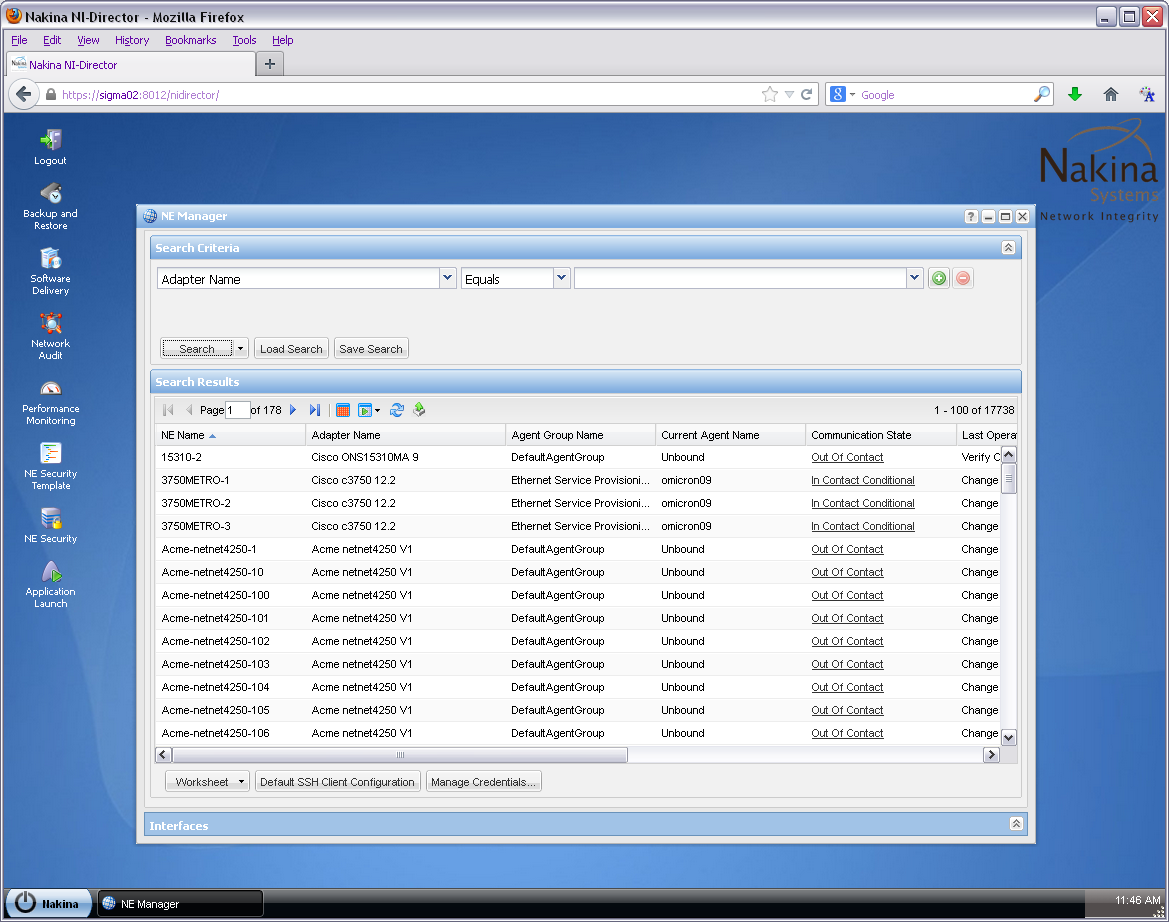 Nakina NI-Director - Mozilla Firefox
File Edit View History Bookmarks Tools Help
Nakina NI-Director
https://sigma02:8012/nidirector/
Google
Nakina
Systems
Network Integrity
Logout
Backup and
Restore
Software
Delivery
Network
Audit
Performance
Monitoring
NE Security
Template
NE Security
Application
Launch
NE Manager
Search Criteria
Adapter Name Equals
Search Load Search Save Search
Search Results
Page 1 of 178 1 - 100 of 17738
NE Name Adapter Name Agent Group Name Current Agent Name Communication State Last Opera
15310-2 Cisco ONS15310MA 9 DefaultAgentGroup Unbound Out Of Contact Verify C
3750METRO-1 Cisco c3750 12.2 Ethernet Service Provisioni... omicron09 In Contact Conditional Change
3750METRO-2 Cisco c3750 12.2 Ethernet Service Provisioni... omicron09 In Contact Conditional Change
3750METRO-3 Cisco c3750 12.2 Ethernet Service Provisioni... omicron09 In Contact Conditional Change
Acme-netnet4250-1 Acme netnet4250 V1 DefaultAgentGroup Unbound Out Of Contact Change
Acme-netnet4250-10 Acme netnet4250 V1 DefaultAgentGroup Unbound Out Of Contact Change
Acme-netnet4250-100 Acme netnet4250 V1 DefaultAgentGroup Unbound Out Of Contact Change
Acme-netnet4250-101 Acme netnet4250 V1 DefaultAgentGroup Unbound Out Of Contact Change
Acme-netnet4250-102 Acme netnet4250 V1 DefaultAgentGroup Unbound Out Of Contact Change
Acme-netnet4250-103 Acme netnet4250 V1 DefaultAgentGroup Unbound Out Of Contact Change
Acme-netnet4250-104 Acme netnet4250 V1 DefaultAgentGroup Unbound Out Of Contact Change
Acme-netnet4250-105 Acme netnet4250 V1 DefaultAgentGroup Unbound Out Of Contact Change
Acme-netnet4250-106 Acme netnet4250 V1 DefaultAgentGroup Unbound Out Of Contact Change
Worksheet Default SSH Client Configuration Manage Credentials...
Interfaces
Nakina NE Manager 11:46 AM